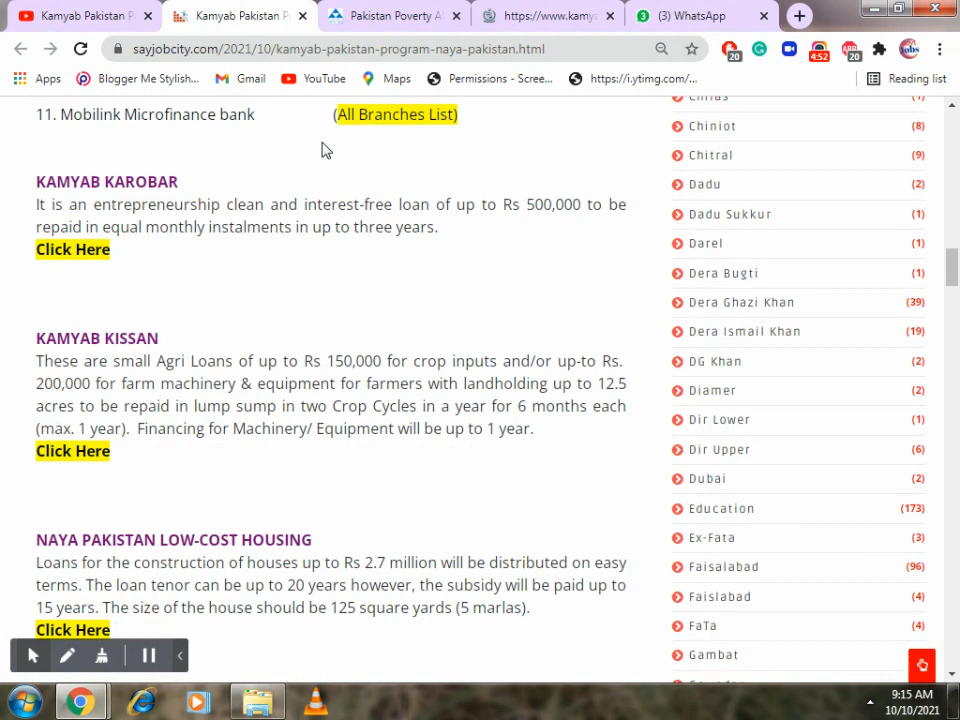 Kamyab Pakistan P
Kamyab Pakistan P
Pakistan Poverty A
https://www.kamy
(3) WhatsApp
sayjobcity.com/2021/10/kamyab-pakistan-program-naya-pakistan.html
20
4:52
20
Apps
Blogger Me Stylish...
Gmail
YouTube
Maps
Permissions - Scree...
https://i.ytimg.com/...
Reading list
11. Mobilink Microfinance bank (All Branches List)
KAMYAB KAROBAR
It is an entrepreneurship clean and interest-free loan of up to Rs 500,000 to be
repaid in equal monthly instalments in up to three years.
Click Here
KAMYAB KISSAN
These are small Agri Loans of up to Rs 150,000 for crop inputs and/or up-to Rs.
200,000 for farm machinery & equipment for farmers with landholding up to 12.5
acres to be repaid in lump sump in two Crop Cycles in a year for 6 months each
(max. 1 year). Financing for Machinery/ Equipment will be up to 1 year.
Click Here
NAYA PAKISTAN LOW-COST HOUSING
Loans for the construction of houses up to Rs 2.7 million will be distributed on easy
terms. The loan tenor can be up to 20 years however, the subsidy will be paid up to
15 years. The size of the house should be 125 square yards (5 marlas).
Click Here
Chilas (1)
Chiniot (8)
Chitral (9)
Dadu (2)
Dadu Sukkur (1)
Darel (1)
Dera Bugti (1)
Dera Ghazi Khan (39)
Dera Ismail Khan (19)
DG Khan (2)
Diamer (2)
Dir Lower (1)
Dir Upper (6)
Dubai (2)
Education (173)
Ex-Fata (3)
Faisalabad (96)
Faislabad (4)
FaTa (4)
Gambat
9:15 AM
10/10/2021